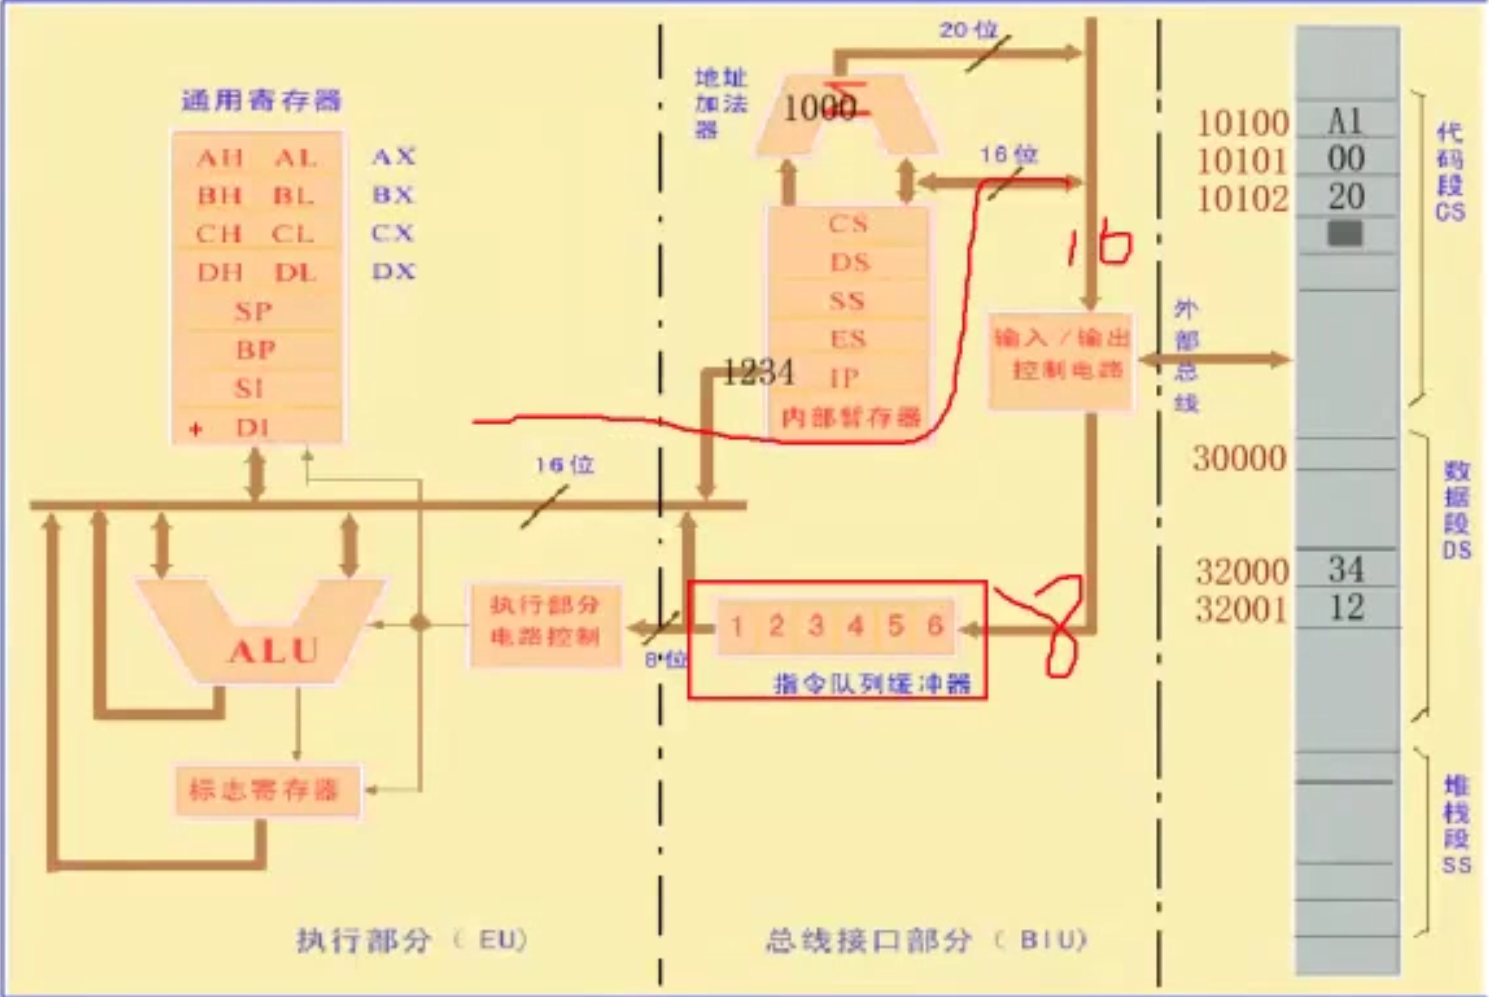 通用寄存器
AH AL AX
BH BL BX
CH CL CX
DH DL DX
SP
BP
SI
+ DI
16位
ALU
执行部分
电路控制
标志寄存器
执行部分（EU）
20位
地址
加法
器
1000 Σ
16位
CS
DS
SS
ES
1234 IP
内部暂存器
16
输入/输出
控制电路
8位
1 2 3 4 5 6
8
指令队列缓冲器
总线接口部分（BIU）
外
部
总
线
10100 A1
10101 00
10102 20
30000
32000 34
32001 12
代
码
段
CS
数
据
段
DS
堆
栈
段
SS